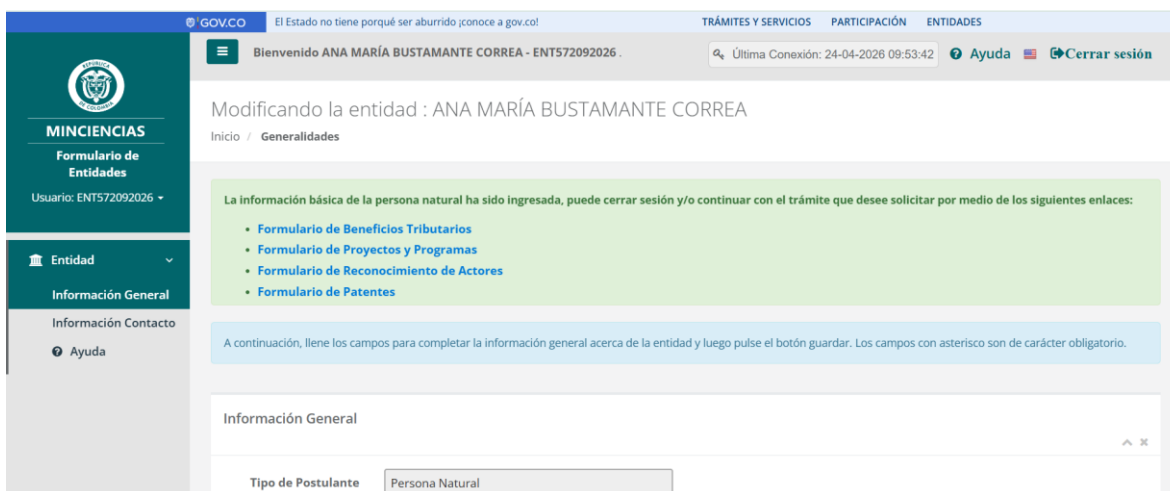 GOV.CO
El Estado no tiene porqué ser aburrido ¡conoce a gov.co!
TRÁMITES Y SERVICIOS PARTICIPACIÓN ENTIDADES
Bienvenido ANA MARÍA BUSTAMANTE CORREA - ENT572092026 .
Última Conexión: 24-04-2026 09:53:42
Ayuda
Cerrar sesión
REPUBLICA
DE COLOMBIA
MINCIENCIAS
Formulario de
Entidades
Usuario: ENT572092026
Entidad
Información General
Información Contacto
Ayuda
Modificando la entidad : ANA MARÍA BUSTAMANTE CORREA
Inicio / Generalidades
La información básica de la persona natural ha sido ingresada, puede cerrar sesión y/o continuar con el trámite que desee solicitar por medio de los siguientes enlaces:
• Formulario de Beneficios Tributarios
• Formulario de Proyectos y Programas
• Formulario de Reconocimiento de Actores
• Formulario de Patentes
A continuación, llene los campos para completar la información general acerca de la entidad y luego pulse el botón guardar. Los campos con asterisco son de carácter obligatorio.
Información General
Tipo de Postulante Persona Natural